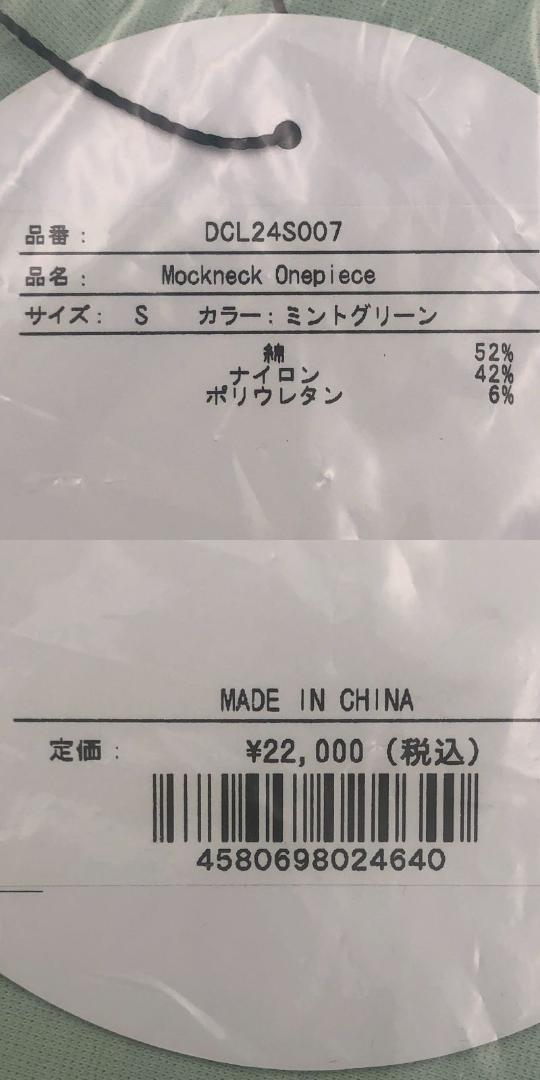 品番： DCL24S007
品名： Mockneck Onepiece
サイズ： S カラー：ミントグリーン
綿 52%
ナイロン 42%
ポリウレタン 6%
MADE IN CHINA
定価： ¥22,000 (税込)
4580698024640